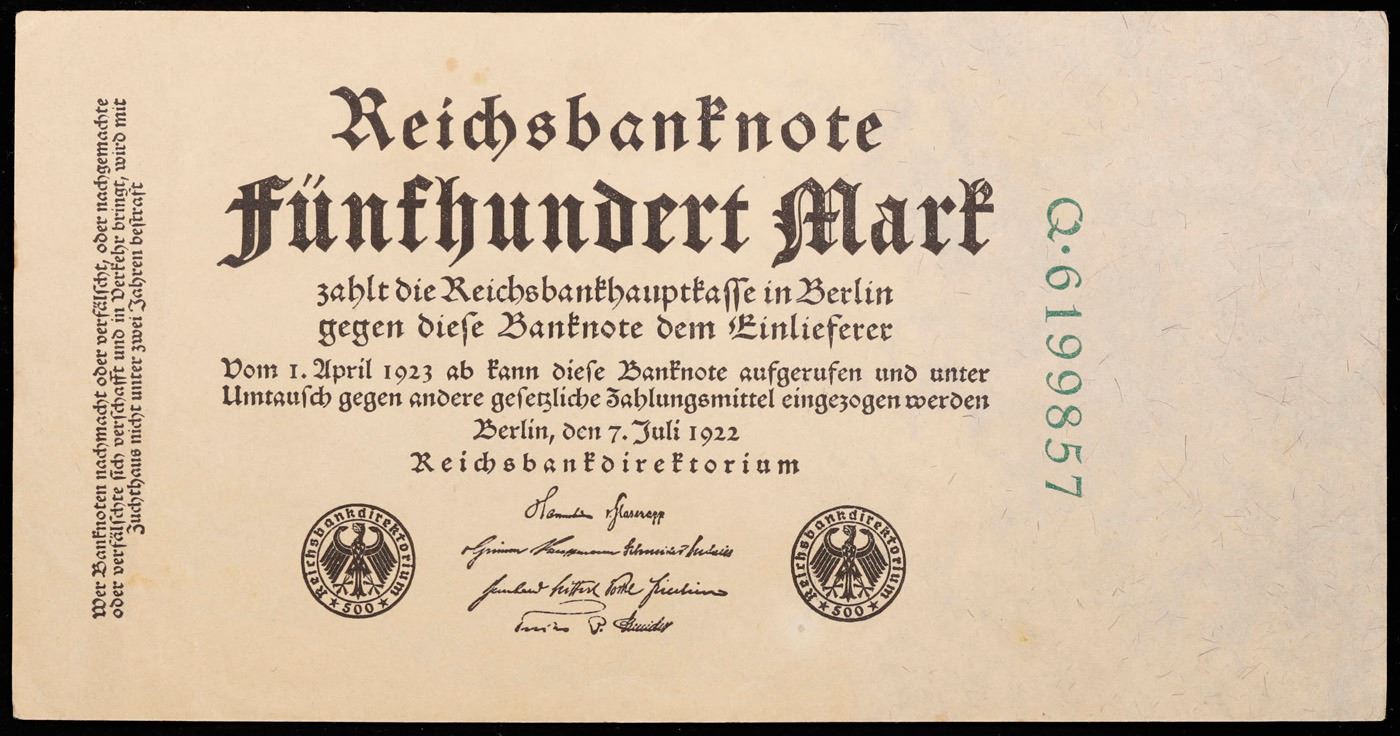 Reichsbanknote
Fünfhundert Mark
zahlt die Reichsbankhauptkasse in Berlin
gegen diese Banknote dem Einlieferer
Vom 1. April 1923 ab kann diese Banknote aufgerufen und unter
Umtausch gegen andere gesetzliche Zahlungsmittel eingezogen werden
Berlin, den 7. Juli 1922
Reichsbankdirektorium
Wer Banknoten nachmacht oder verfälscht, oder nachgemachte
oder verfälschte sich verschafft und in Verkehr bringt, wird mit
Zuchthaus nicht unter zwei Jahren bestraft
Q·6199857
Reichsbankdirektorium
★500★
v Glasenapp
Reichsbankdirektorium
★500★